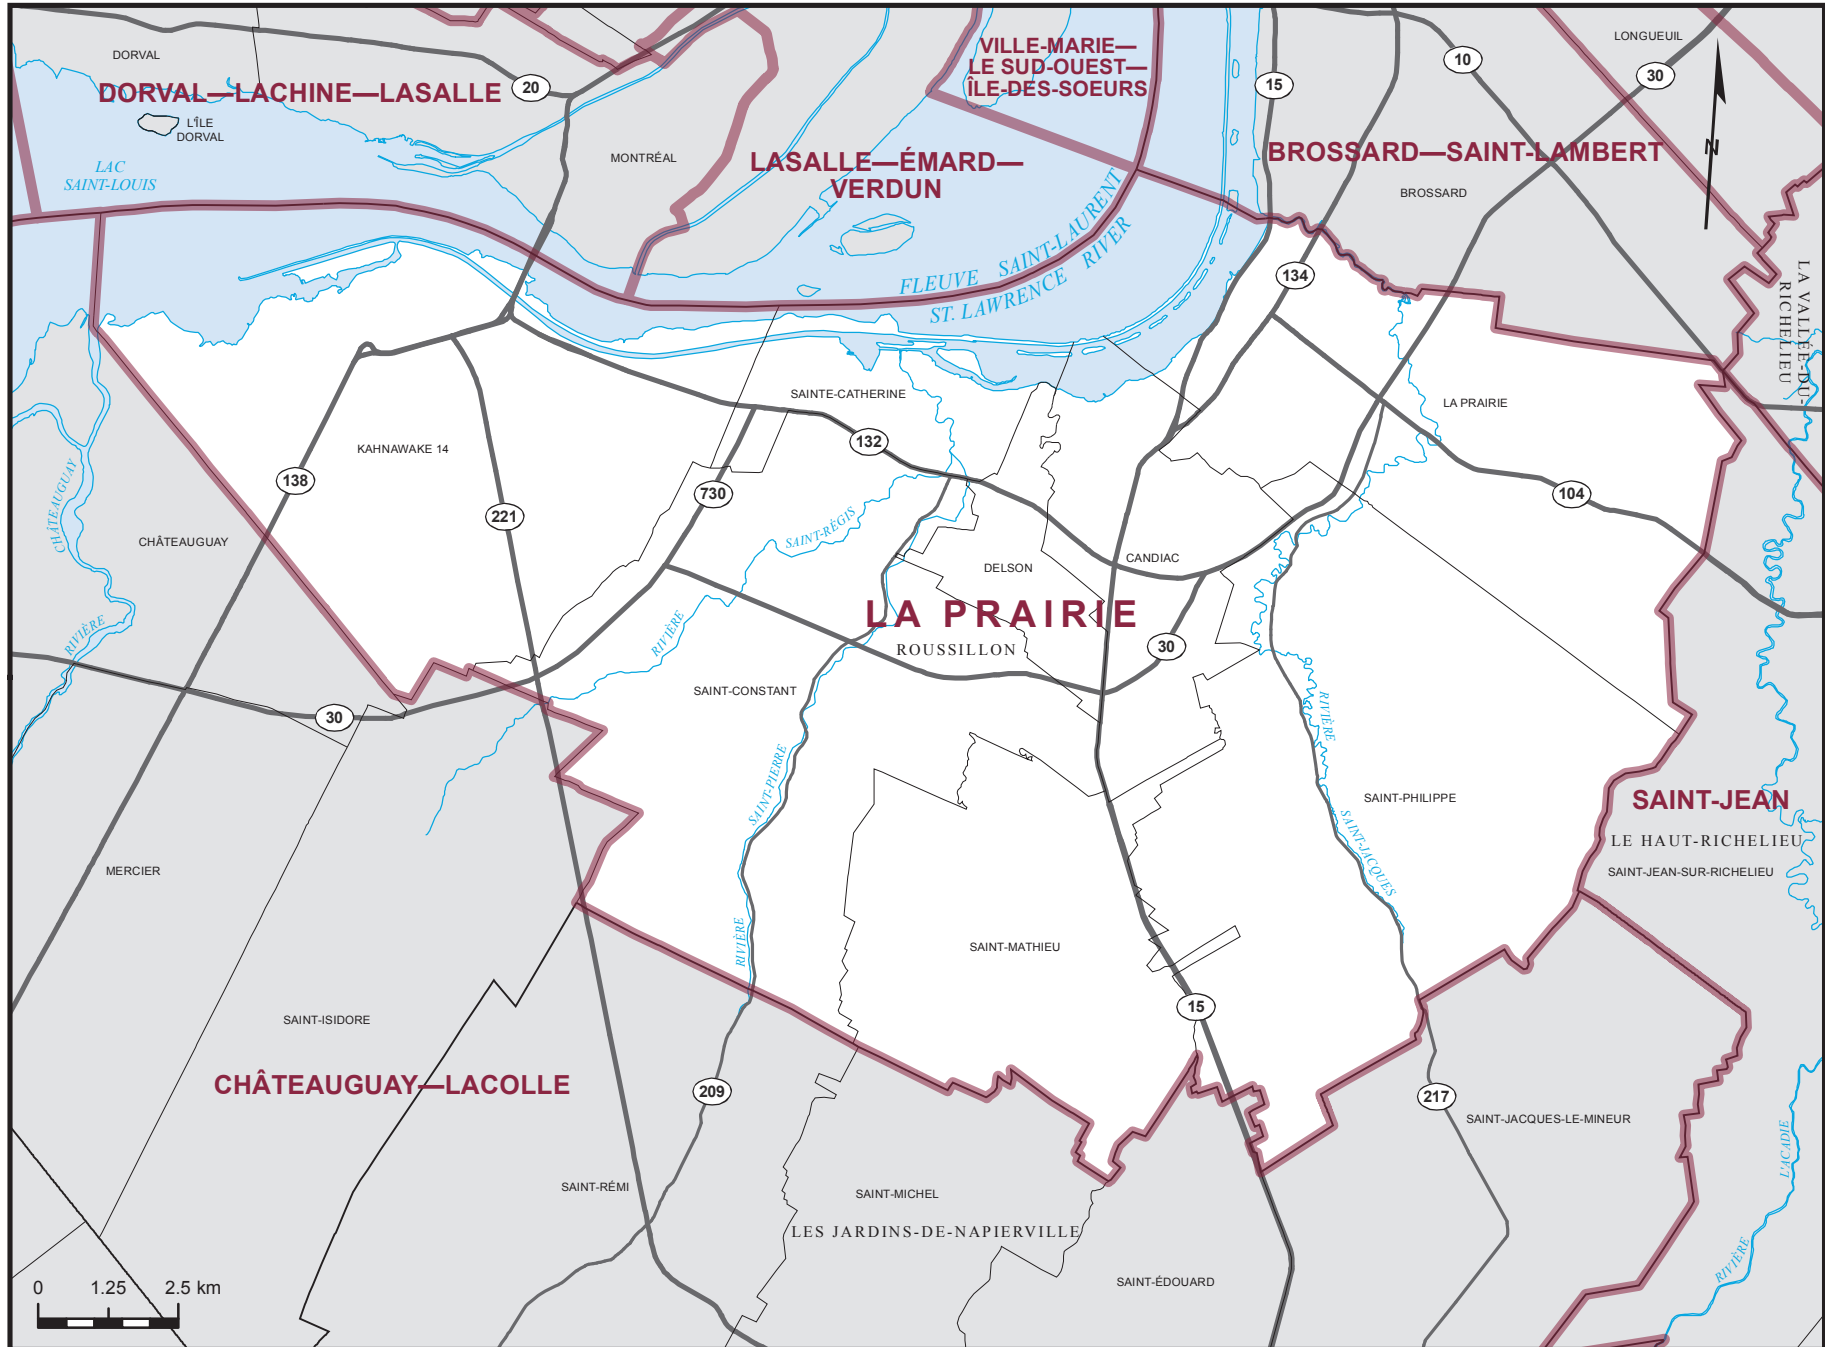 DORVAL
DORVAL—LACHINE—LASALLE
20
L'ÎLE
DORVAL
LAC
SAINT-LOUIS
MONTRÉAL
VILLE-MARIE—
LE SUD-OUEST—
ÎLE-DES-SOEURS
LASALLE—ÉMARD—
VERDUN
15
10
LONGUEUIL
30
N
BROSSARD—SAINT-LAMBERT
BROSSARD
FLEUVE SAINT-LAURENT
ST. LAWRENCE RIVER
134
LA VALLÉE-DU-
RICHELIEU
SAINTE-CATHERINE
LA PRAIRIE
KAHNAWAKE 14
132
138
730
221
104
CHÂTEAUGUAY
RIVIÈRE
CHÂTEAUGUAY
SAINT-RÉGIS
RIVIÈRE
DELSON
CANDIAC
LA PRAIRIE
ROUSSILLON
30
SAINT-CONSTANT
30
RIVIÈRE
SAINT-JACQUES
SAINT-PIERRE
RIVIÈRE
SAINT-PHILIPPE
SAINT-JEAN
LE HAUT-RICHELIEU
SAINT-JEAN-SUR-RICHELIEU
MERCIER
SAINT-MATHIEU
15
SAINT-ISIDORE
CHÂTEAUGUAY—LACOLLE
209
217
SAINT-JACQUES-LE-MINEUR
L'ACADIE
RIVIÈRE
SAINT-RÉMI
SAINT-MICHEL
LES JARDINS-DE-NAPIERVILLE
SAINT-ÉDOUARD
0 1.25 2.5 km